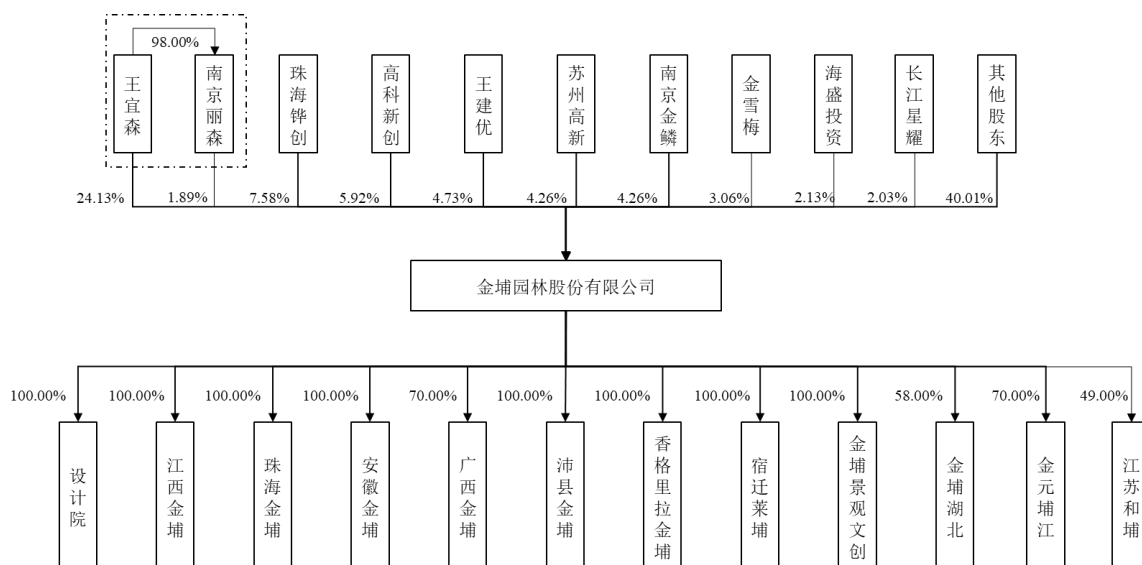 98.00%
王宜森
南京丽森
珠海铧创
高科新创
王建优
苏州高新
南京金鳞
金雪梅
海盛投资
长江星耀
其他股东
24.13%
1.89%
7.58%
5.92%
4.73%
4.26%
4.26%
3.06%
2.13%
2.03%
40.01%
金埔园林股份有限公司
100.00%
100.00%
100.00%
100.00%
70.00%
100.00%
100.00%
100.00%
100.00%
58.00%
70.00%
49.00%
设计院
江西金埔
珠海金埔
安徽金埔
广西金埔
沛县金埔
香格里拉金埔
宿迁莱埔
金埔景观文创
金埔湖北
金元埔江
江苏和埔